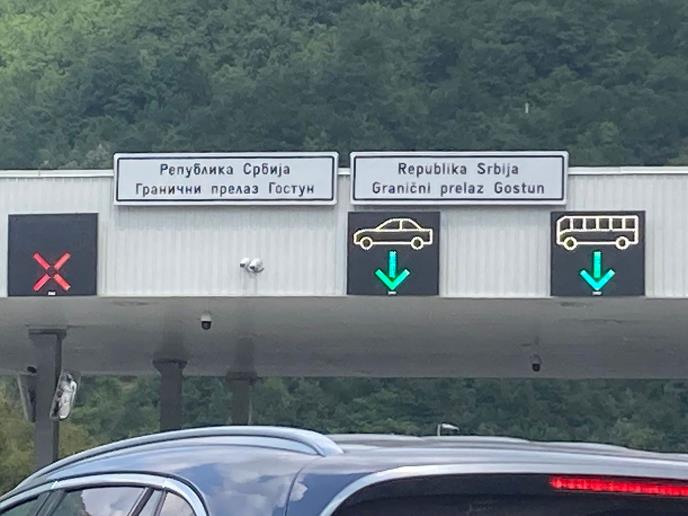 Република Србија
Гранични прелаз Гостун
Republika Srbija
Granični prelaz Gostun